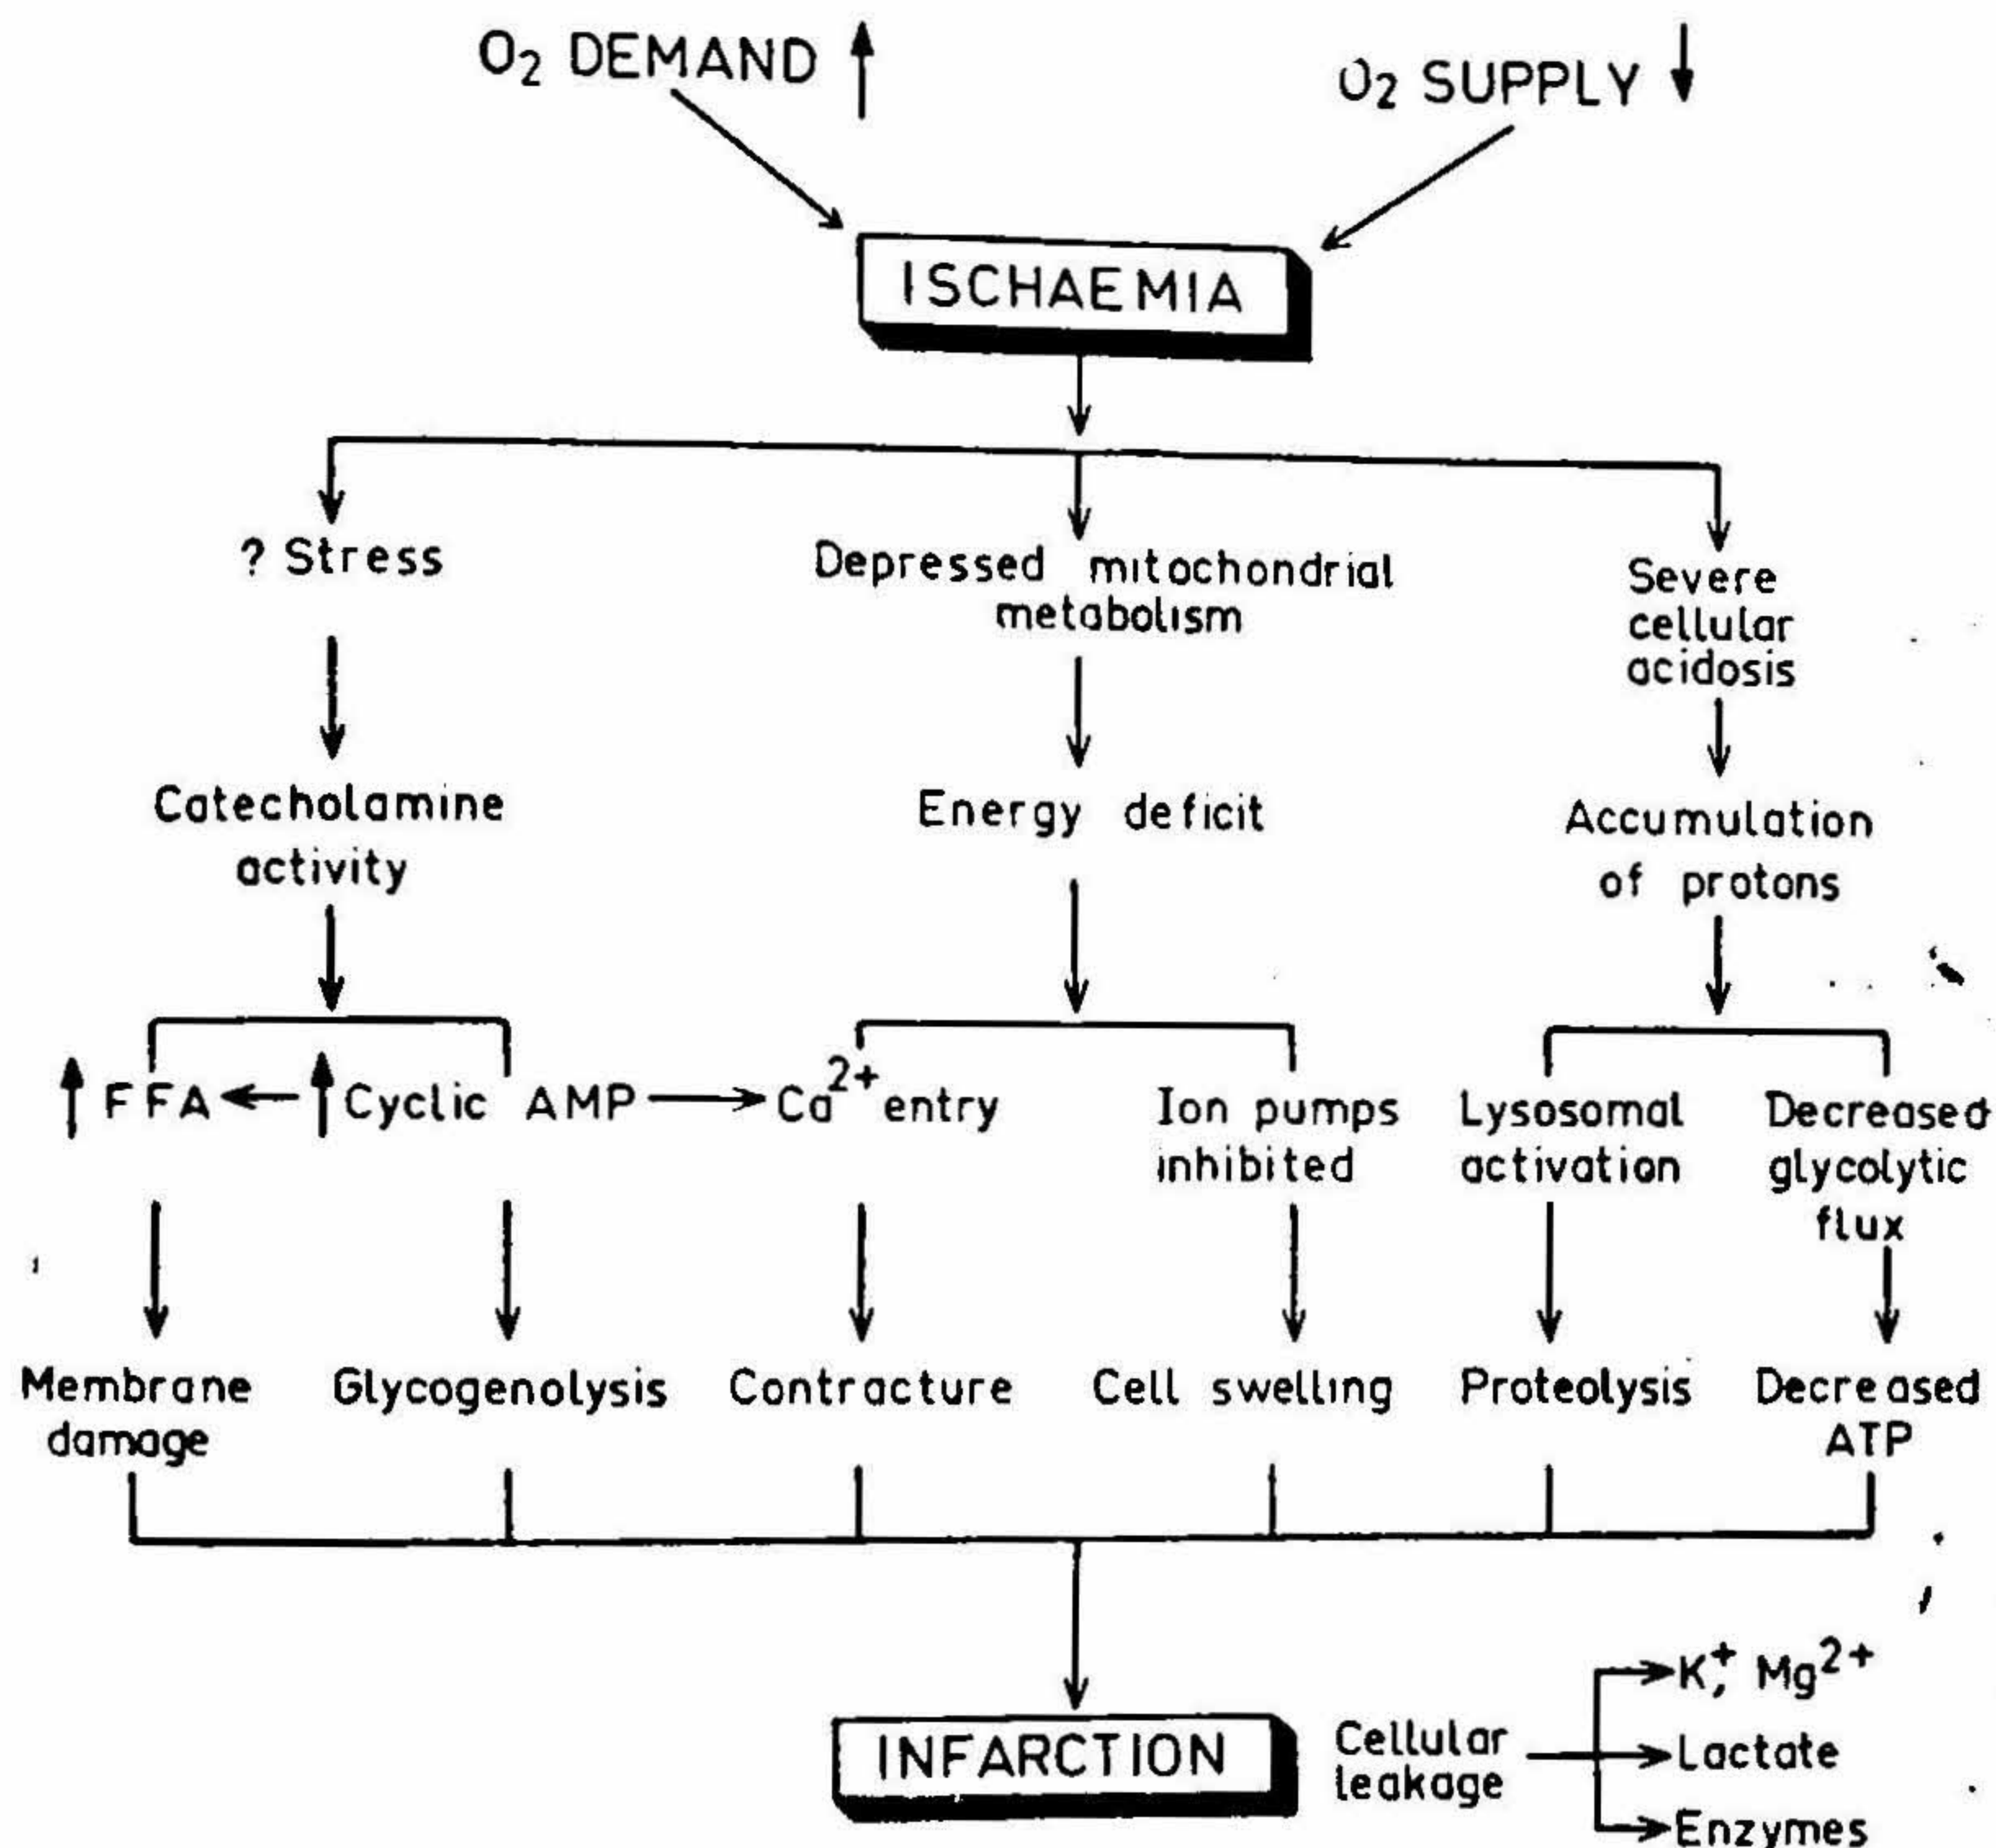 O₂ DEMAND ↑
O₂ SUPPLY ↓
ISCHAEMIA
? Stress
Depressed mitochondrial
metabolism
Severe
cellular
acidosis
Catecholamine
activity
Energy deficit
Accumulation
of protons
↑ FFA ← ↑ Cyclic AMP → Ca²⁺ entry
Ion pumps
inhibited
Lysosomal
activation
Decreased
glycolytic
flux
Membrane
damage
Glycogenolysis
Contracture
Cell swelling
Proteolysis
Decreased
ATP
INFARCTION
Cellular
leakage
K⁺, Mg²⁺
Lactate
Enzymes